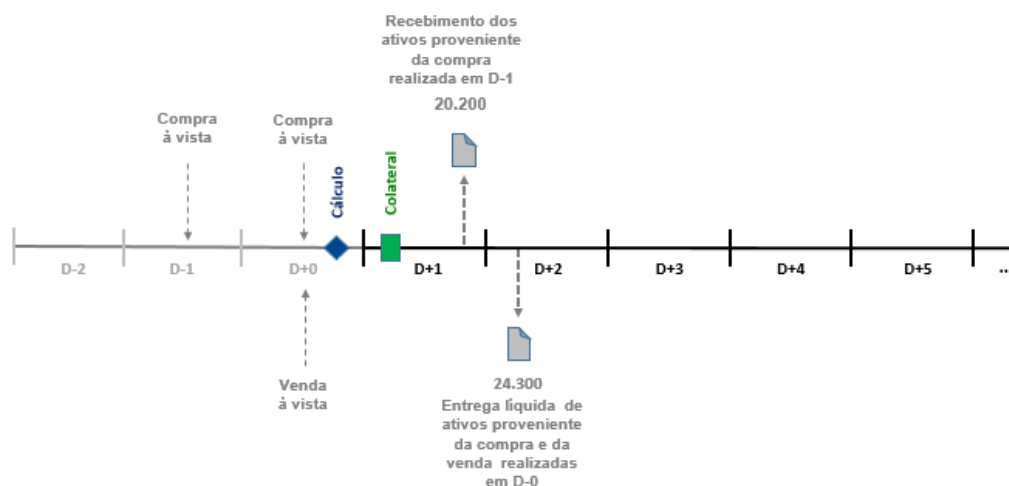 Recebimento dos
ativos proveniente
da compra
realizada em D-1
20.200
Compra
à vista
Compra
à vista
Cálculo
Colateral
D-2
D-1
D+0
D+1
D+2
D+3
D+4
D+5
...
Venda
à vista
24.300
Entrega líquida de
ativos proveniente
da compra e da
venda realizadas
em D-0